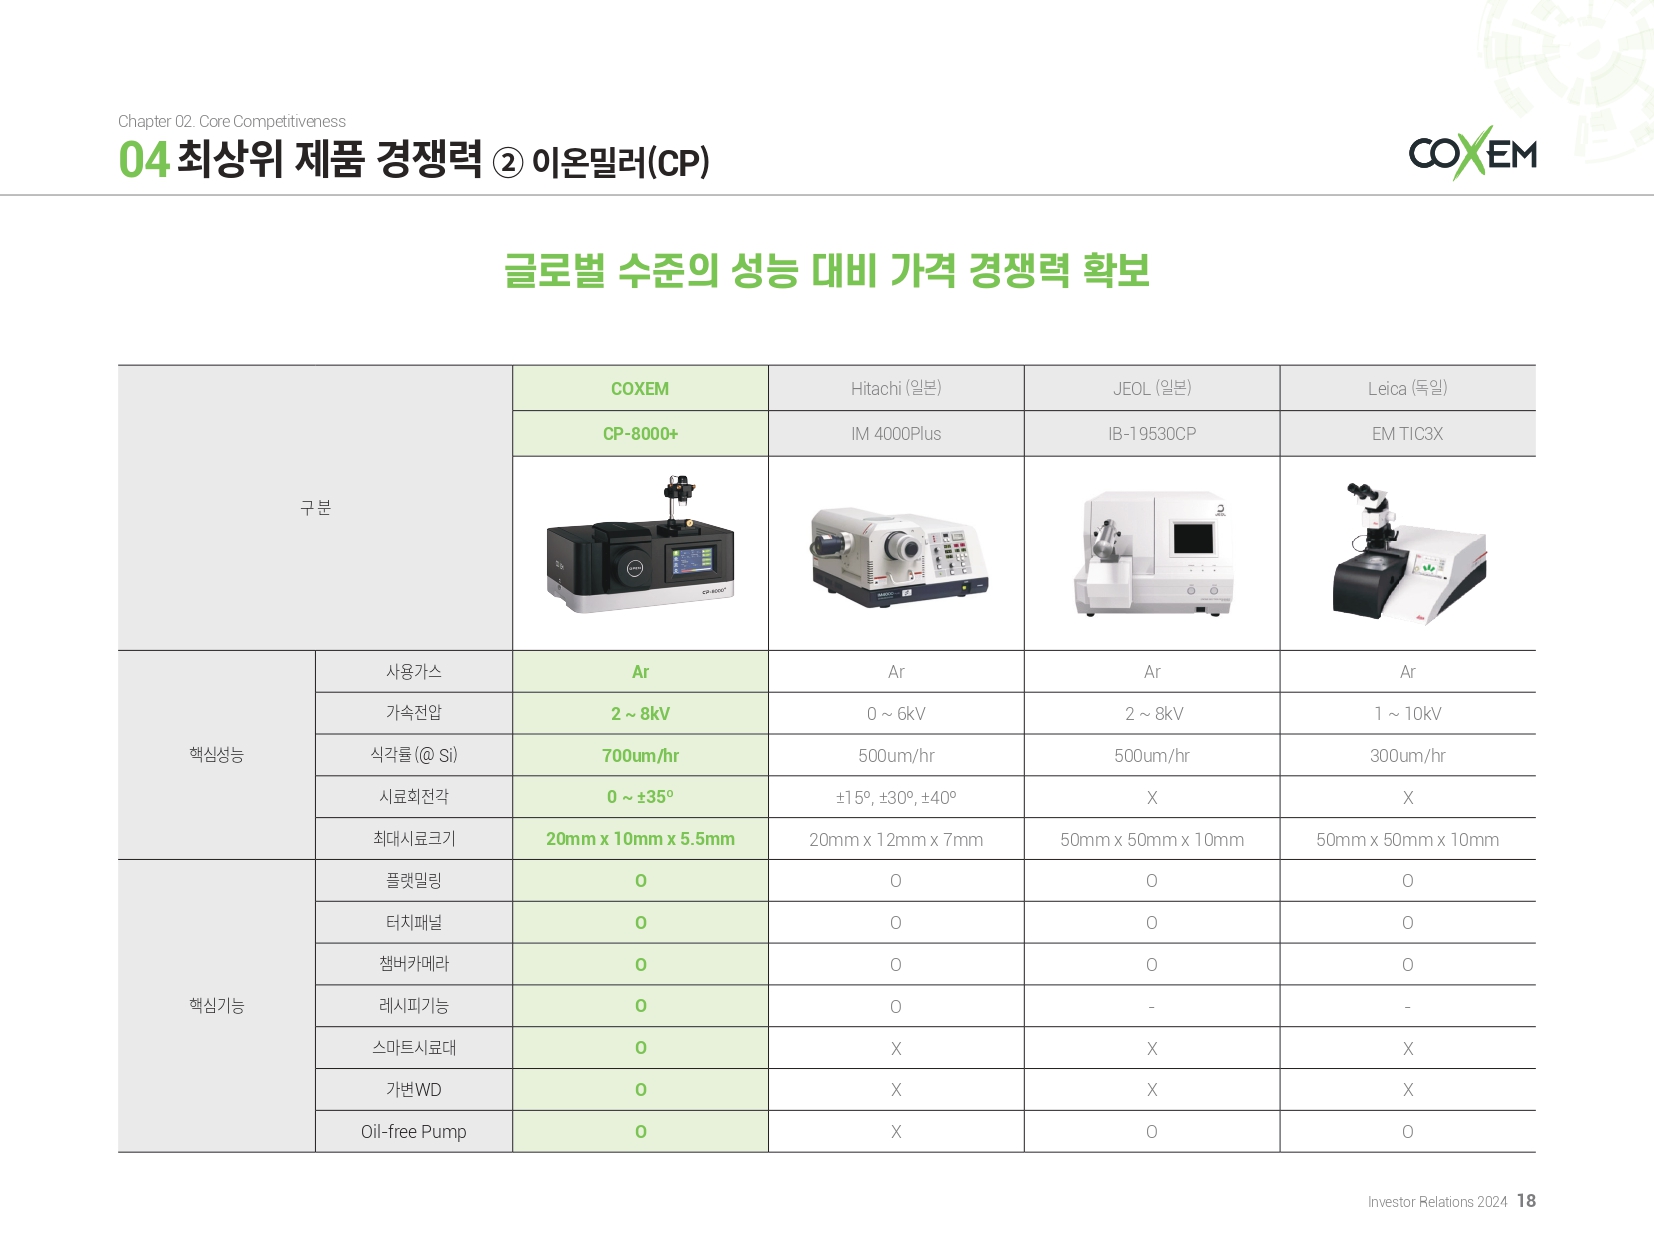 Chapter 02. Core Competitiveness
04 최상위 제품 경쟁력 ② 이온밀러(CP)
COXEM
글로벌 수준의 성능 대비 가격 경쟁력 확보
구 분
COXEM
Hitachi (일본)
JEOL (일본)
Leica (독일)
CP-8000+
IM 4000Plus
IB-19530CP
EM TIC3X
OPEN
CP-8000+
핵심성능
사용가스 Ar Ar Ar Ar
가속전압 2 ~ 8kV 0 ~ 6kV 2 ~ 8kV 1 ~ 10kV
식각률 (@ Si) 700um/hr 500um/hr 500um/hr 300um/hr
시료회전각 0 ~ ±35º ±15º, ±30º, ±40º X X
최대시료크기 20mm x 10mm x 5.5mm 20mm x 12mm x 7mm 50mm x 50mm x 10mm 50mm x 50mm x 10mm
핵심기능
플랫밀링 O O O O
터치패널 O O O O
챔버카메라 O O O O
레시피기능 O O - -
스마트시료대 O X X X
가변WD O X X X
Oil-free Pump O X O O
Investor Relations 2024 18